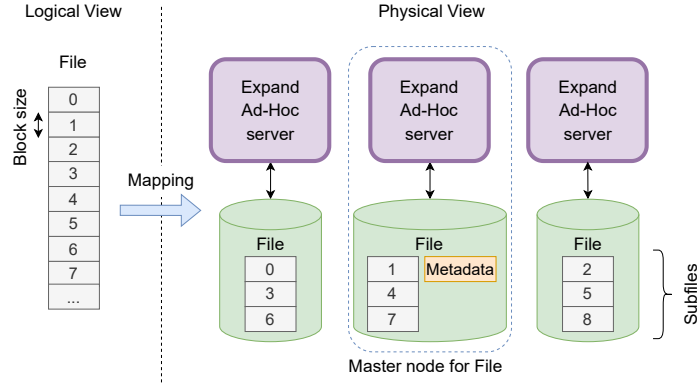 Logical View
Physical View
File
Block size
0
1
2
3
4
5
6
7
...
Mapping
Expand
Ad-Hoc
server
Expand
Ad-Hoc
server
Expand
Ad-Hoc
server
File
0
3
6
File
1
4
7
Metadata
File
2
5
8
Subfiles
Master node for File